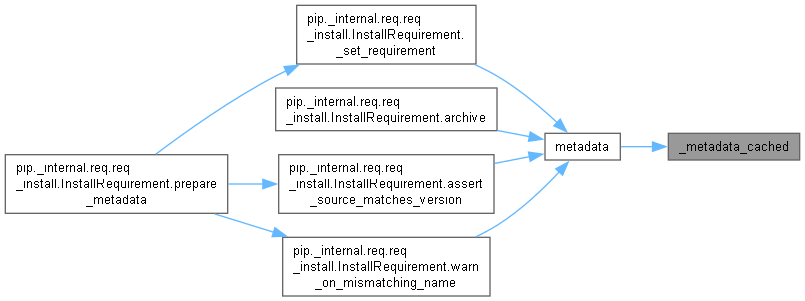 pip._internal.req.req
_install.InstallRequirement.
_set_requirement
pip._internal.req.req
_install.InstallRequirement.archive
metadata
_metadata_cached
pip._internal.req.req
_install.InstallRequirement.prepare
_metadata
pip._internal.req.req
_install.InstallRequirement.assert
_source_matches_version
pip._internal.req.req
_install.InstallRequirement.warn
_on_mismatching_name